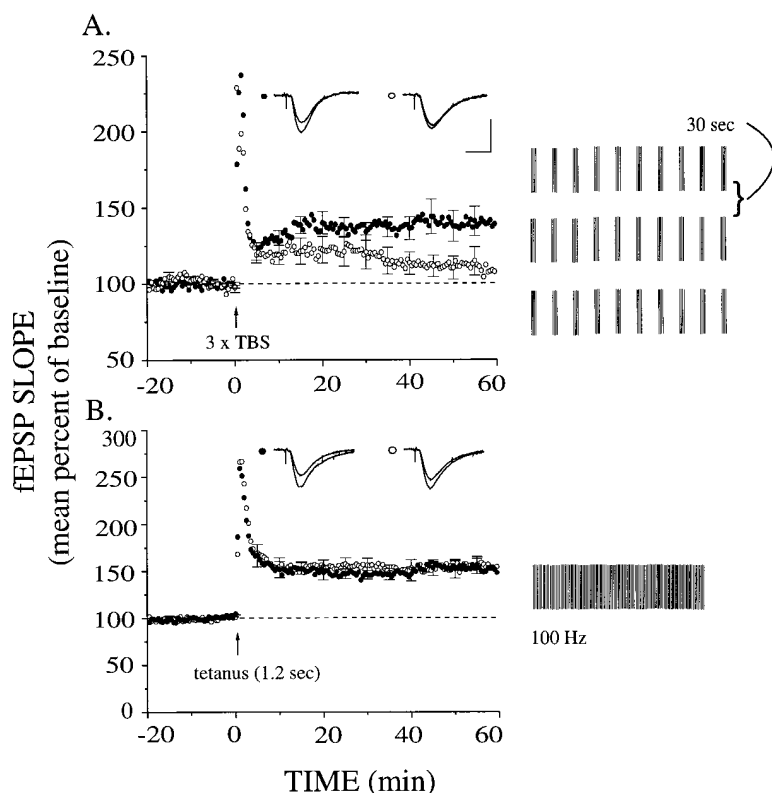 A.
250
200
150
100
50
-20
0
20
40
60
3 x TBS
30 sec
fEPSP SLOPE
(mean percent of baseline)
B.
300
250
200
150
100
50
0
-20
0
20
40
60
tetanus (1.2 sec)
100 Hz
TIME (min)